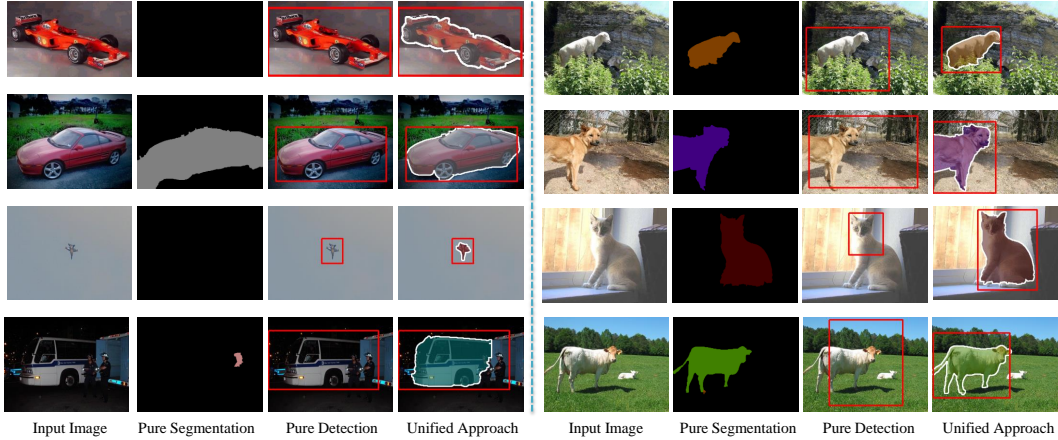 Input Image Pure Segmentation Pure Detection Unified Approach Input Image Pure Segmentation Pure Detection Unified Approach